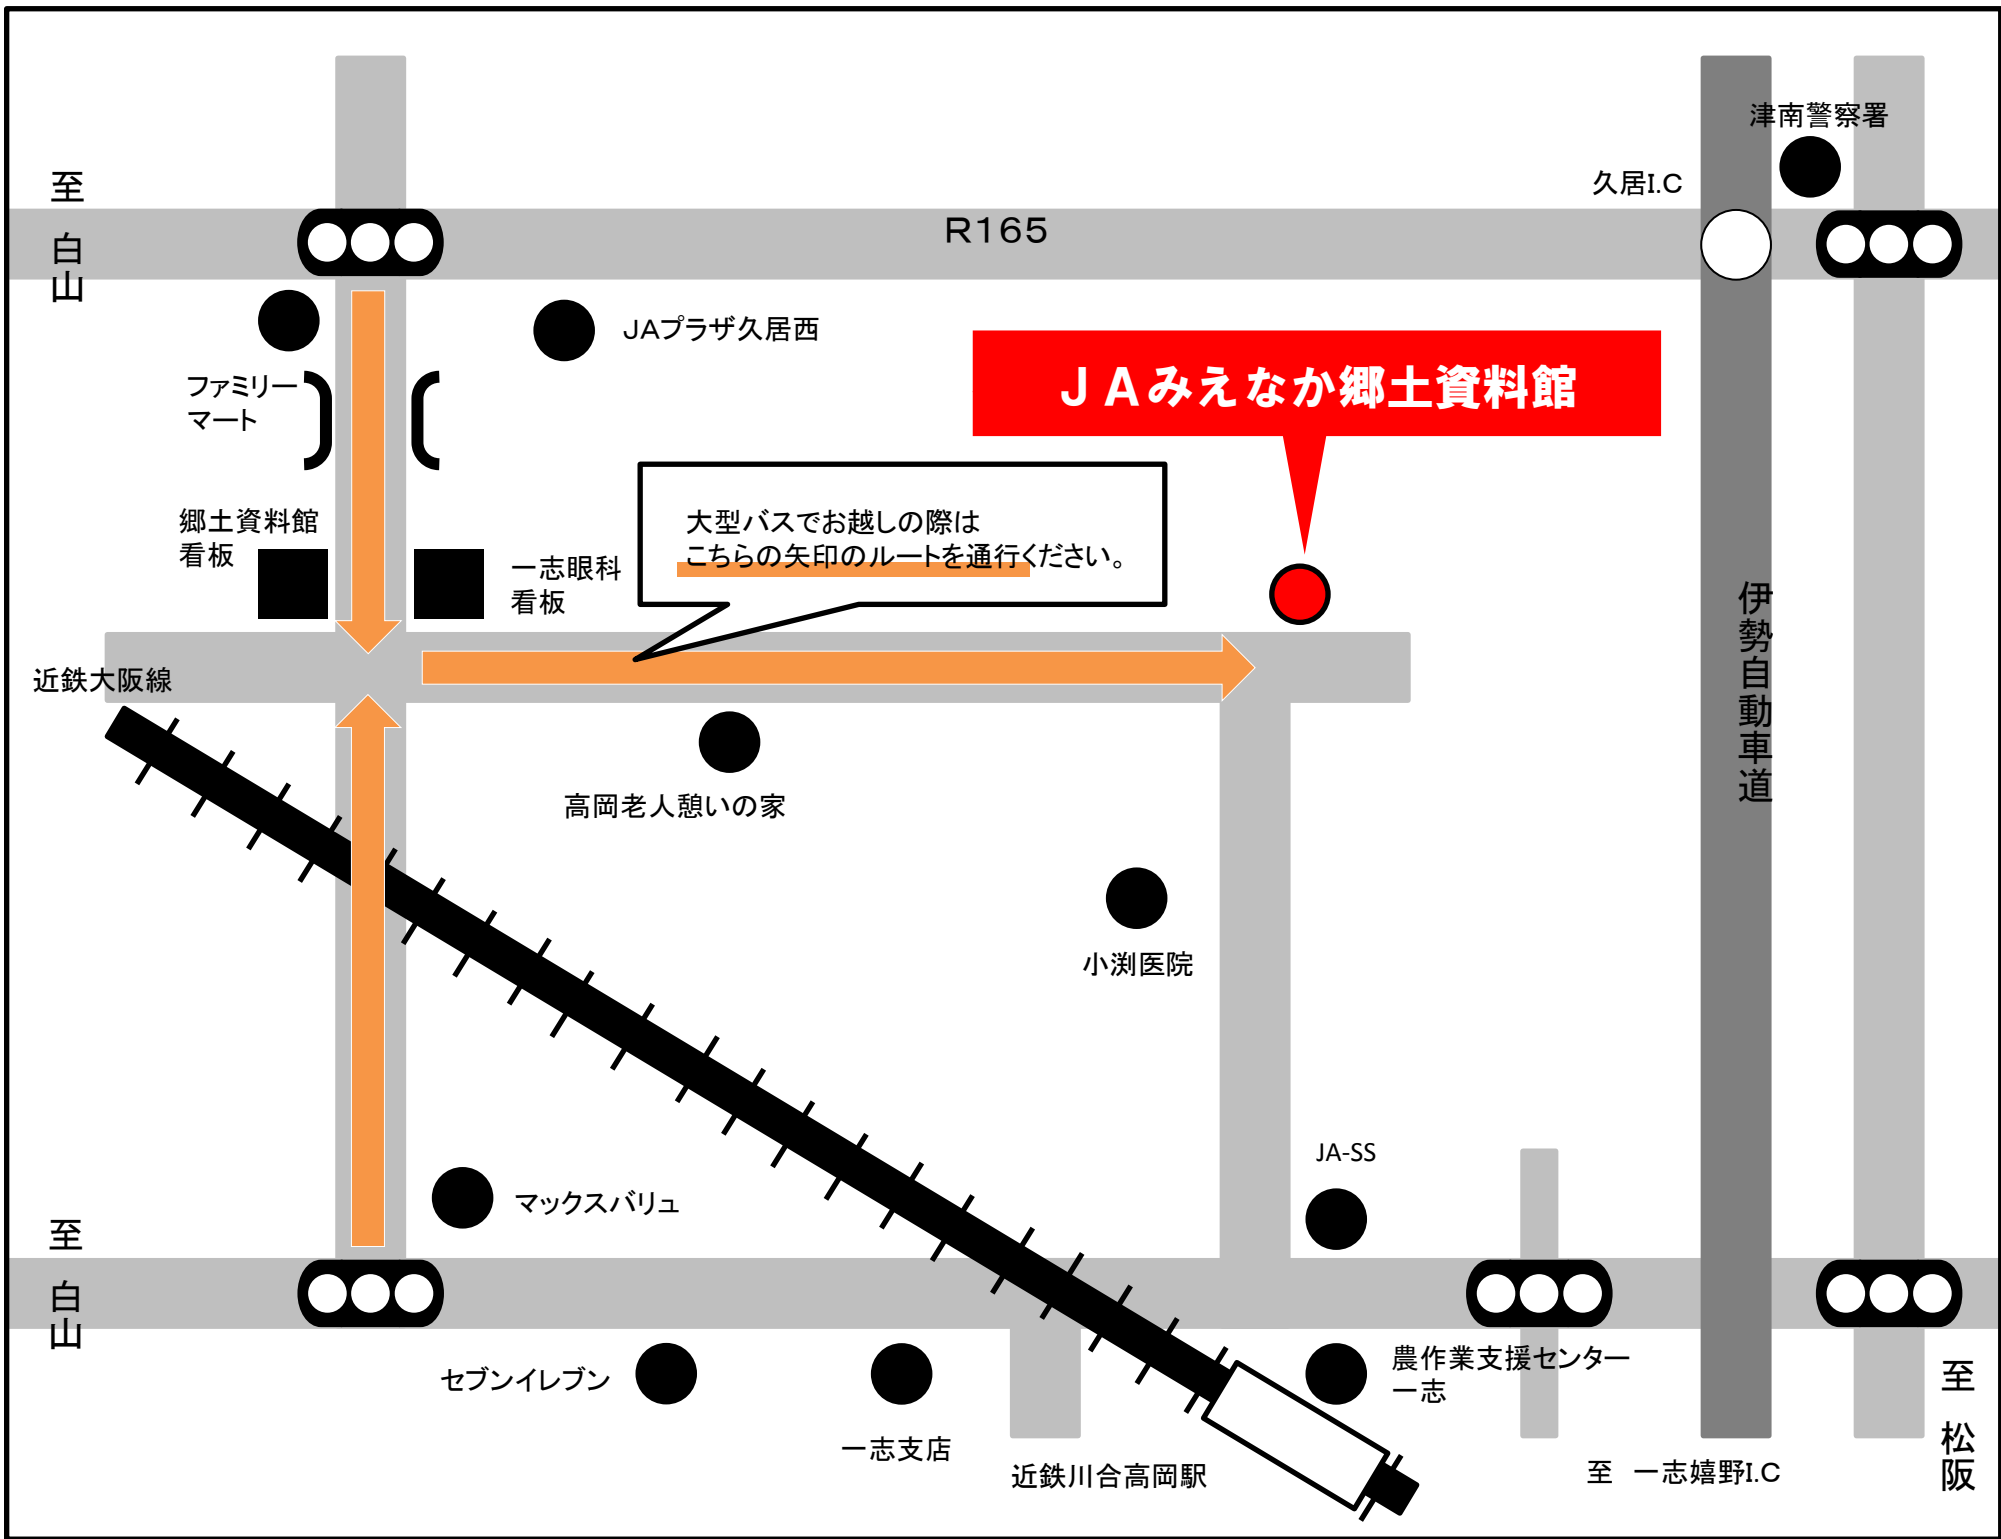 津南警察署
久居I.C
至 白山
R165
JAプラザ久居西
ファミリー
マート
JAみえなか郷土資料館
大型バスでお越しの際は
こちらの矢印のルートを通行ください。
郷土資料館
看板
一志眼科
看板
伊勢自動車道
近鉄大阪線
高岡老人憩いの家
小渕医院
JA-SS
マックスバリュ
至 白山
セブンイレブン
一志支店
農作業支援センター
一志
近鉄川合高岡駅
至 一志嬉野I.C
至 松阪